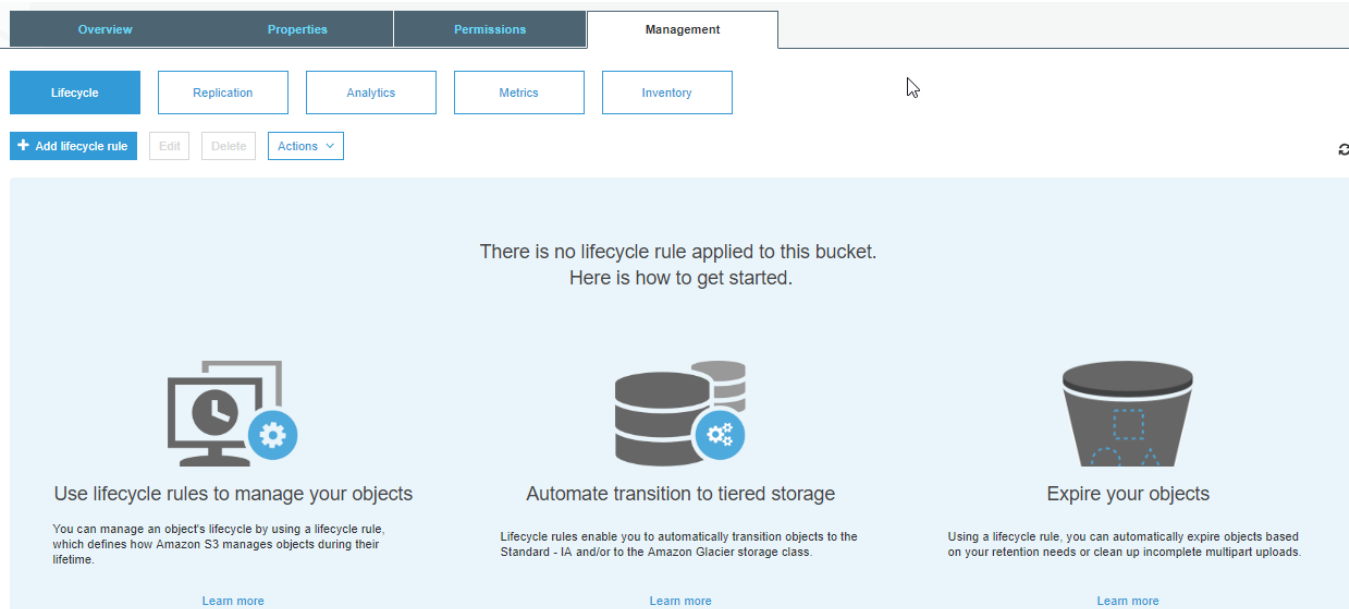 Overview Properties Permissions Management
Lifecycle Replication Analytics Metrics Inventory
+ Add lifecycle rule Edit Delete Actions
There is no lifecycle rule applied to this bucket.
Here is how to get started.
Use lifecycle rules to manage your objects
You can manage an object's lifecycle by using a lifecycle rule,
which defines how Amazon S3 manages objects during their
lifetime.
Learn more
Automate transition to tiered storage
Lifecycle rules enable you to automatically transition objects to the
Standard - IA and/or to the Amazon Glacier storage class.
Learn more
Expire your objects
Using a lifecycle rule, you can automatically expire objects based
on your retention needs or clean up incomplete multipart uploads.
Learn more